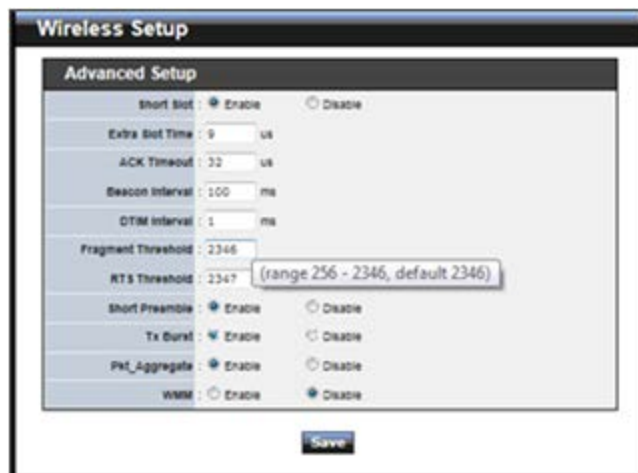 Wireless Setup
Advanced Setup
Short Slot : Enable Disable
Extra Slot Time : 9 us
ACK Timeout : 32 us
Beacon Interval : 100 ms
DTIM Interval : 1 ms
Fragment Threshold : 2346
(range 256 - 2346, default 2346)
RTS Threshold : 2347
Short Preamble : Enable Disable
Tx Burst : Enable Disable
Pkt_Aggregate : Enable Disable
WMM : Enable Disable
Save